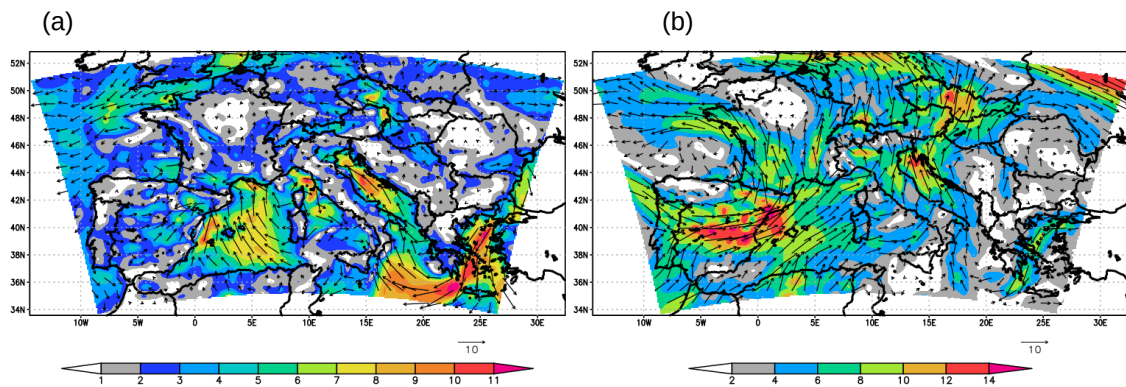 (a) (b)
52N 52N
50N 50N
48N 48N
46N 46N
44N 44N
42N 42N
40N 40N
38N 38N
36N 36N
34N 34N
10W 5W 0 5E 10E 15E 20E 25E 30E 10W 5W 0 5E 10E 15E 20E 25E 30E
10 10
1 2 3 4 5 6 7 8 9 10 11 2 4 6 8 10 12 14